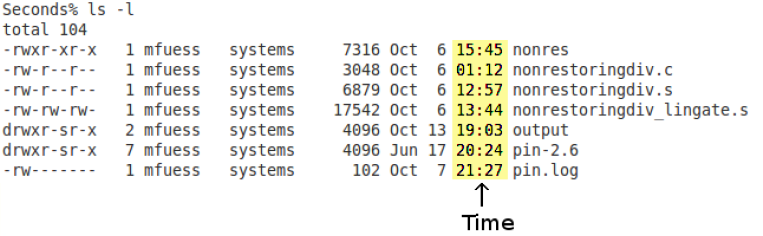 Seconds% ls -l
total 104
-rwxr-xr-x   1 mfuess   systems     7316 Oct  6 15:45 nonres
-rw-r--r--   1 mfuess   systems     3048 Oct  6 01:12 nonrestoringdiv.c
-rw-r--r--   1 mfuess   systems     6879 Oct  6 12:57 nonrestoringdiv.s
-rw-rw-rw-   1 mfuess   systems    17542 Oct  6 13:44 nonrestoringdiv_lingate.s
drwxr-sr-x   2 mfuess   systems     4096 Oct 13 19:03 output
drwxr-sr-x   7 mfuess   systems     4096 Jun 17 20:24 pin-2.6
-rw-------   1 mfuess   systems      102 Oct  7 21:27 pin.log
Time